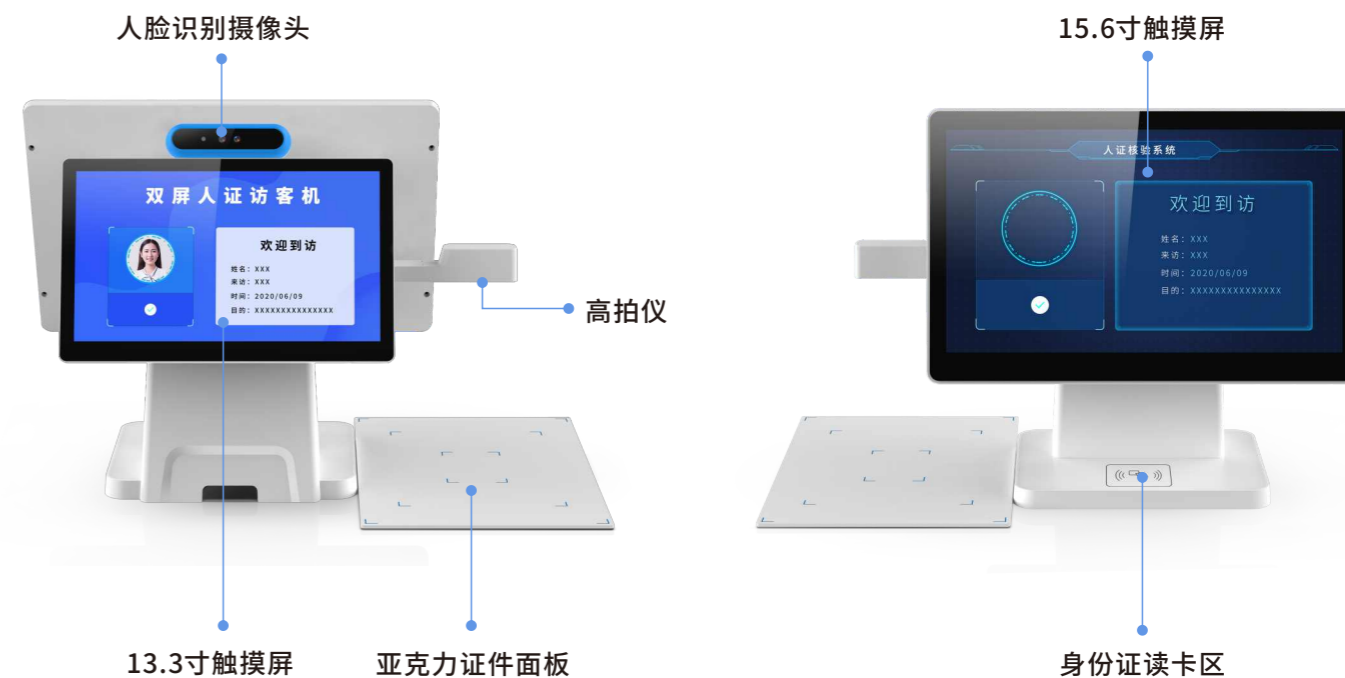 人脸识别摄像头
15.6寸触摸屏
双屏人证访客机
欢迎到访
姓名：XXX
来访：XXX
时间：2020/06/09
目的：XXXXXXXXXXXXXXX
高拍仪
人证核验系统
欢迎到访
姓名：XXX
来访：XXX
时间：2020/06/09
目的：XXXXXXXXXXXXXXX
13.3寸触摸屏
亚克力证件面板
身份证读卡区